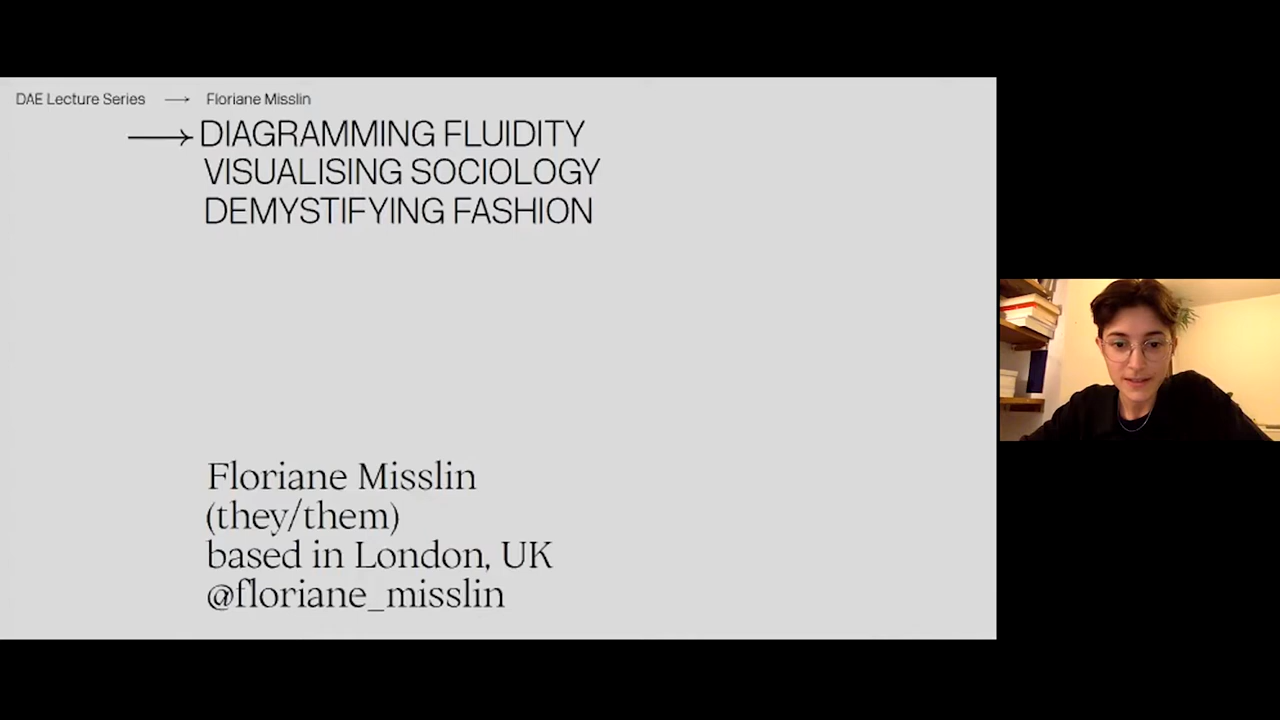 DAE Lecture Series → Floriane Misslin
→ DIAGRAMMING FLUIDITY
VISUALISING SOCIOLOGY
DEMYSTIFYING FASHION
Floriane Misslin
(they/them)
based in London, UK
@floriane_misslin